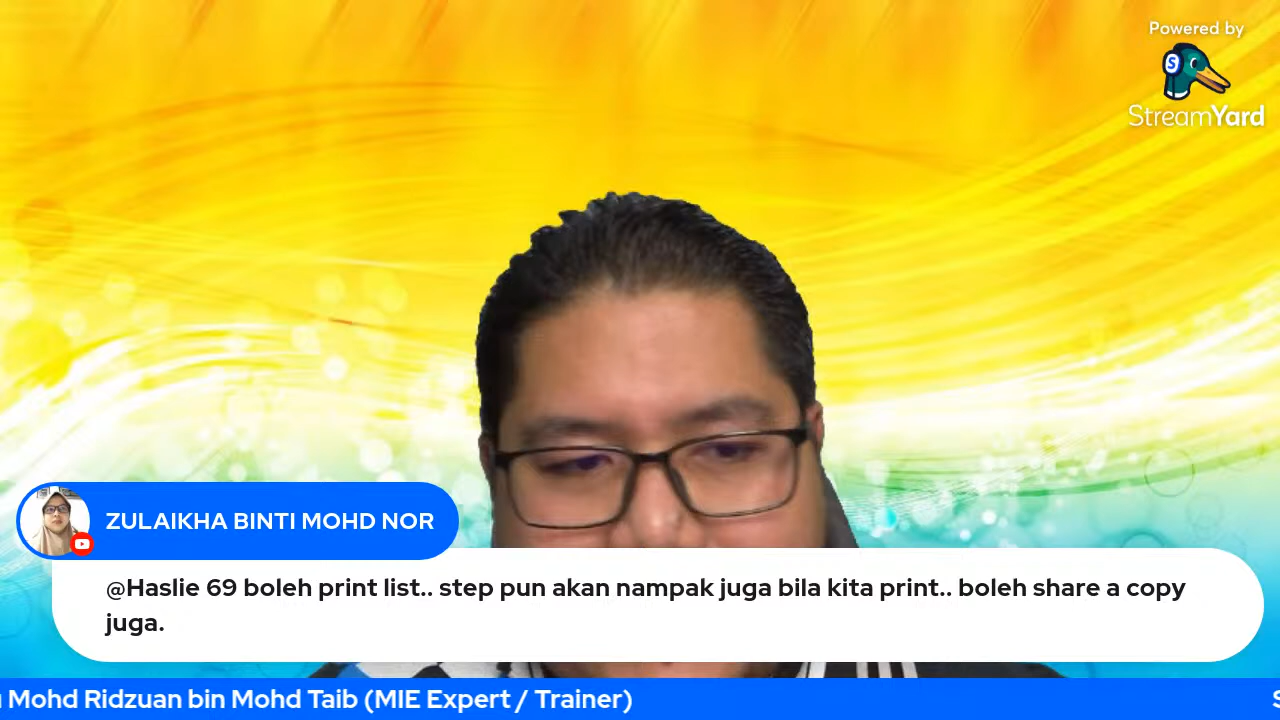 Powered by
StreamYard
ZULAIKHA BINTI MOHD NOR
@Haslie 69 boleh print list.. step pun akan nampak juga bila kita print.. boleh share a copy
juga.
Mohd Ridzuan bin Mohd Taib (MIE Expert / Trainer)